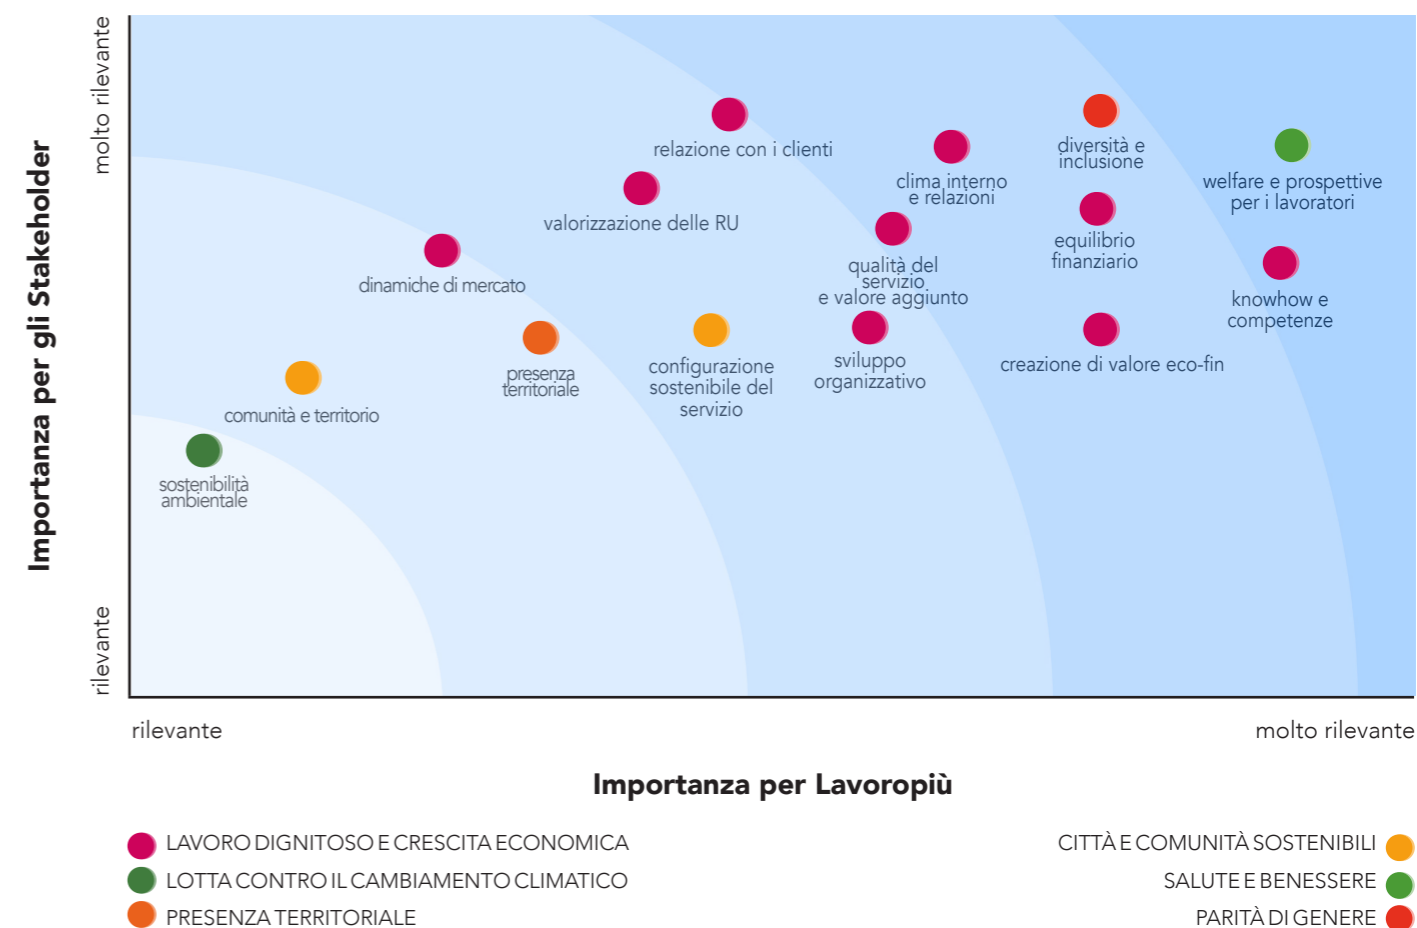 Importanza per gli Stakeholder
molto rilevante
rilevante
relazione con i clienti
valorizzazione delle RU
dinamiche di mercato
clima interno
e relazioni
diversità e
inclusione
welfare e prospettive
per i lavoratori
qualità del
servizio
e valore aggiunto
equilibrio
finanziario
knowhow e
competenze
presenza
territoriale
configurazione
sostenibile del
servizio
sviluppo
organizzativo
creazione di valore eco-fin
comunità e territorio
sostenibilità
ambientale
rilevante
molto rilevante
Importanza per Lavoropiù
LAVORO DIGNITOSO E CRESCITA ECONOMICA
LOTTA CONTRO IL CAMBIAMENTO CLIMATICO
PRESENZA TERRITORIALE
CITTÀ E COMUNITÀ SOSTENIBILI
SALUTE E BENESSERE
PARITÀ DI GENERE